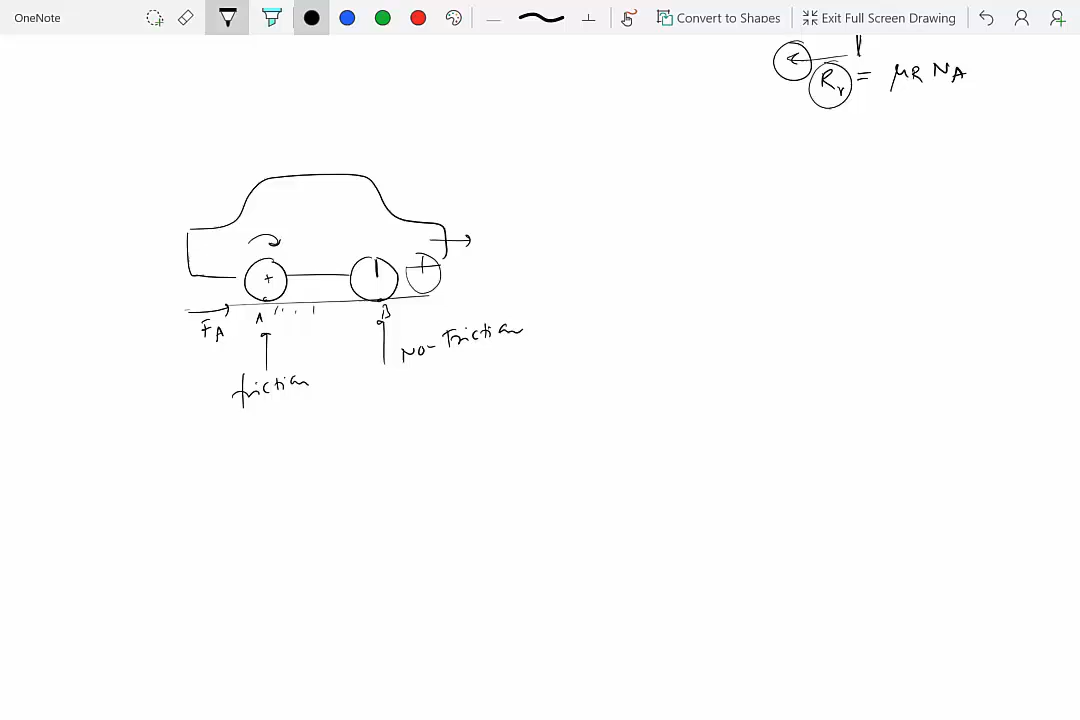 OneNote
Convert to Shapes
Exit Full Screen Drawing
Rr = μR NA
FA
A
B
friction
No-Friction